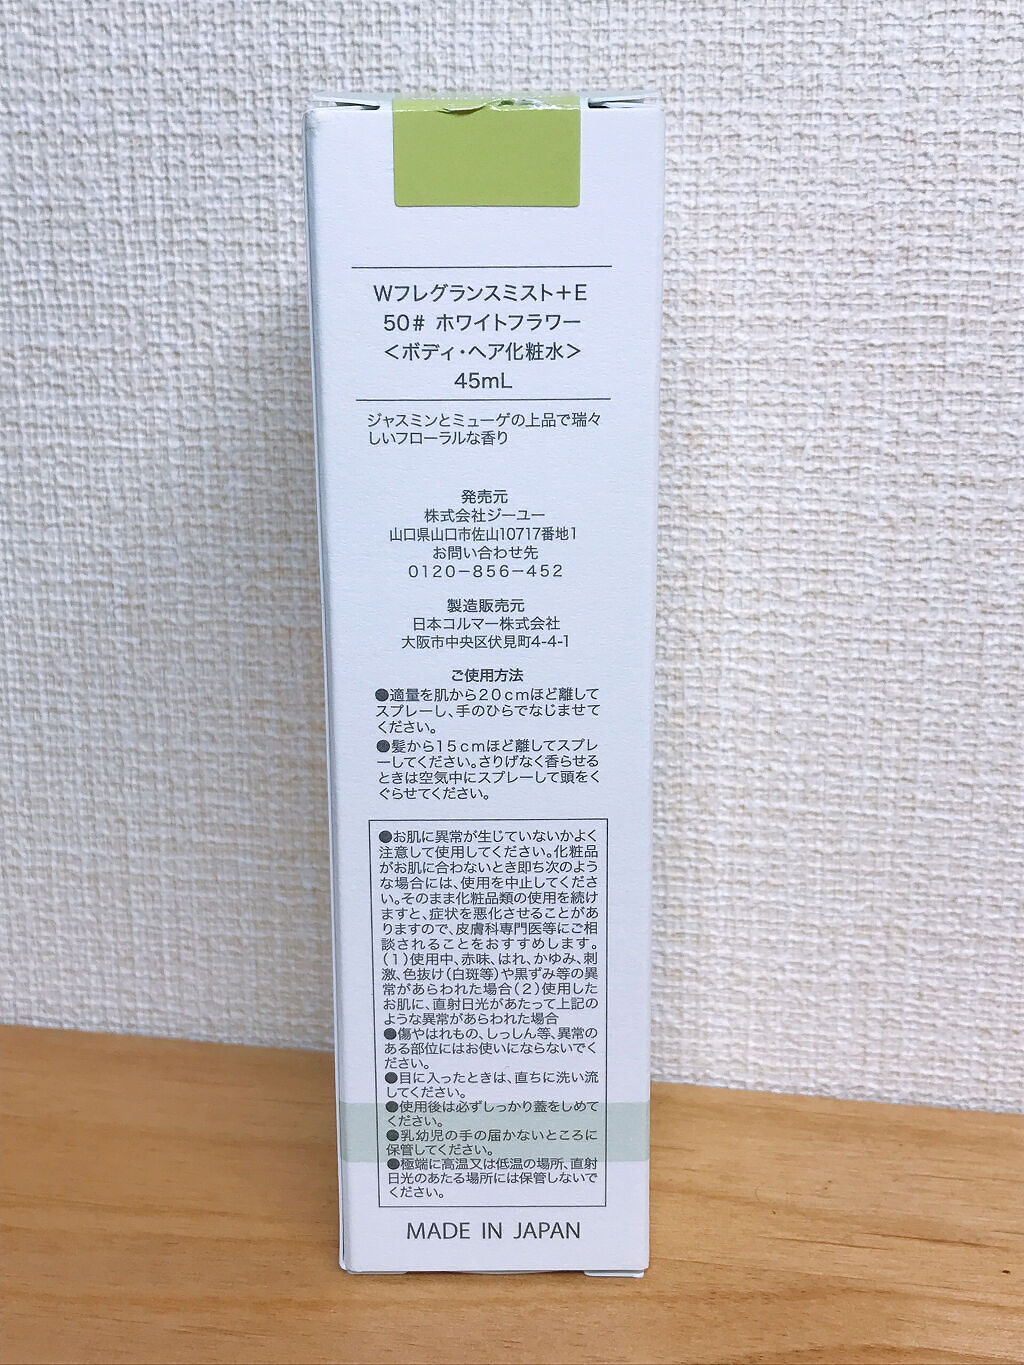 Wフレグランスミスト+E
50# ホワイトフラワー
<ボディ・ヘア化粧水>
45mL
ジャスミンとミューゲの上品で瑞々
しいフローラルな香り
発売元
株式会社ジーユー
山口県山口市佐山10717番地1
お問い合わせ先
0120-856-452
製造販売元
日本コルマー株式会社
大阪市中央区伏見町4-4-1
ご使用方法
●適量を肌から20cmほど離して
スプレーし、手のひらでなじませて
ください。
●髪から15cmほど離してスプレ
ーしてください。さりげなく香らせる
ときは空気中にスプレーして頭をく
ぐらせてください。
●お肌に異常が生じていないかよく
注意して使用してください。化粧品
がお肌に合わないとき即ち次のよう
な場合には、使用を中止してくださ
い。そのまま化粧品類の使用を続け
ますと、症状を悪化させることがあ
りますので、皮膚科専門医等にご相
談されることをおすすめします。
(1)使用中、赤味、はれ、かゆみ、刺
激、色抜け(白斑等)や黒ずみ等の異
常があらわれた場合(2)使用した
お肌に、直射日光があたって上記の
ような異常があらわれた場合
●傷やはれもの、しっしん等、異常の
ある部位にはお使いにならないでく
ださい。
●目に入ったときは、直ちに洗い流
してください。
●使用後は必ずしっかり蓋をしめて
ください。
●乳幼児の手の届かないところに
保管してください。
●極端に高温又は低温の場所、直射
日光のあたる場所には保管しないで
ください。
MADE IN JAPAN